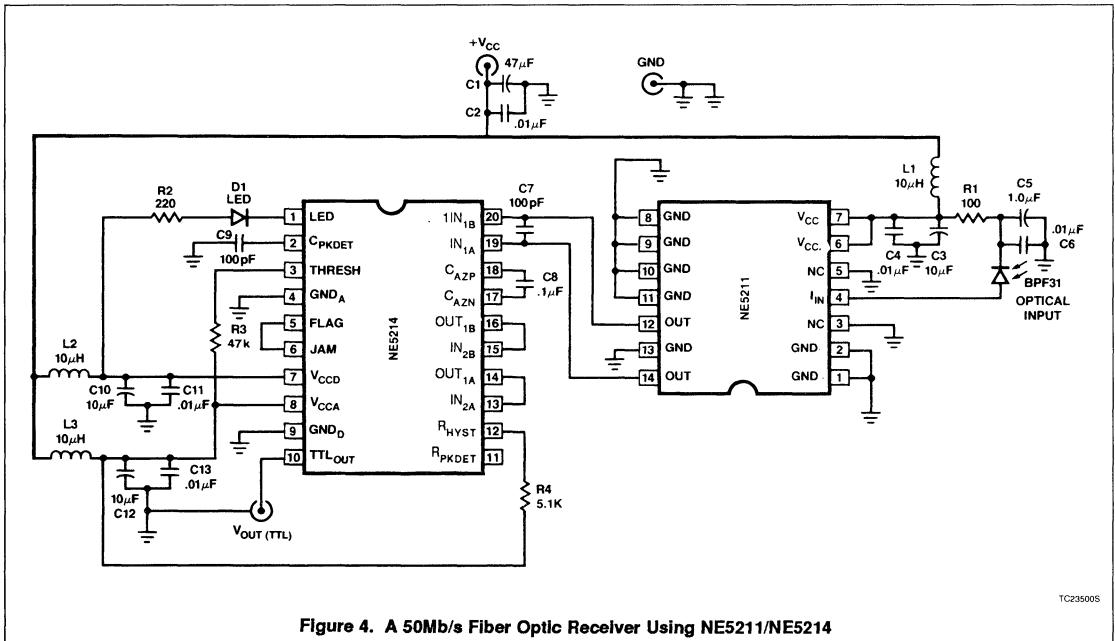 +VCC
47μF
C1
C2
.01μF
GND
L1
10μH
R1
100
C5
1.0μF
.01μF
C6
C4
.01μF
C3
10μF
BPF31
OPTICAL
INPUT
R2
220
D1
LED
C9
100pF
R3
47k
L2
10μH
C10
10μF
C11
.01μF
L3
10μH
10μF
C12
C13
.01μF
VOUT (TTL)
NE5214
1 LED
2 CPKDET
3 THRESH
4 GNDA
5 FLAG
6 JAM
7 VCCD
8 VCCA
9 GNDD
10 TTLOUT
1IN1B 20
IN1A 19
CAZP 18
CAZN 17
OUT1B 16
IN2B 15
OUT1A 14
IN2A 13
RHYST 12
RPKDET 11
C7
100pF
C8
.1μF
R4
5.1K
NE5211
8 GND
9 GND
10 GND
11 GND
12 OUT
13 GND
14 OUT
VCC 7
VCC. 6
NC 5
IIN 4
NC 3
GND 2
GND 1
TC23500S
Figure 4. A 50Mb/s Fiber Optic Receiver Using NE5211/NE5214